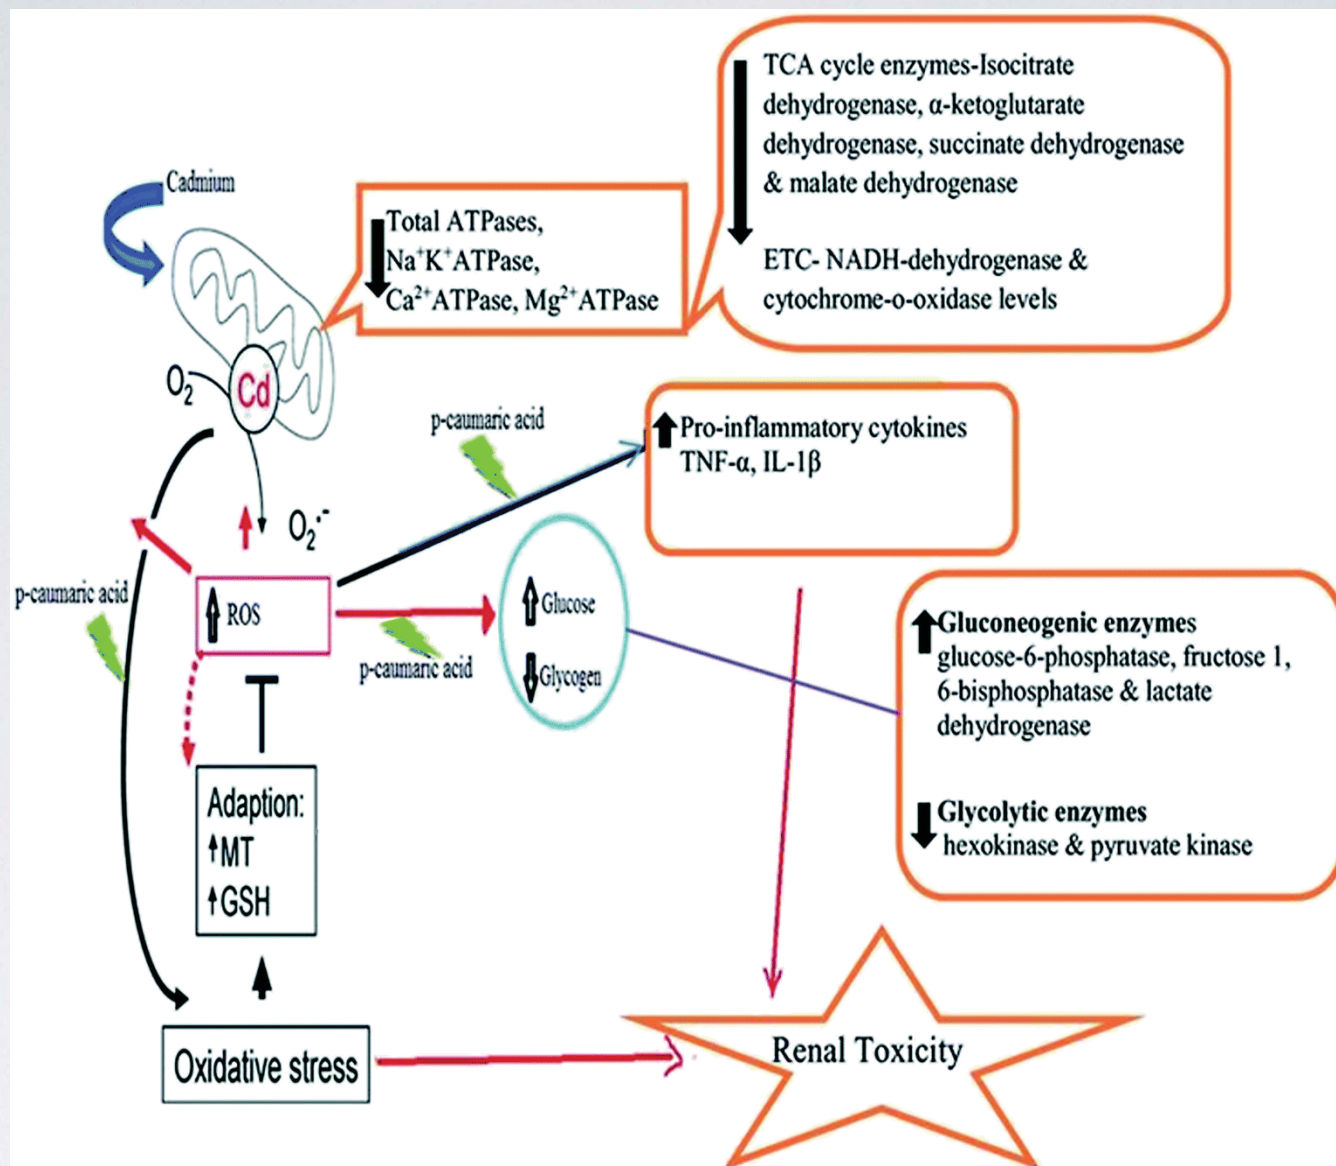 TCA cycle enzymes-Isocitrate
dehydrogenase, α-ketoglutarate
dehydrogenase, succinate dehydrogenase
& malate dehydrogenase
ETC- NADH-dehydrogenase &
cytochrome-o-oxidase levels
Cadmium
Total ATPases,
Na⁺K⁺ATPase,
Ca²⁺ATPase, Mg²⁺ATPase
O₂
Cd
O₂·⁻
p-caumaric acid
Pro-inflammatory cytokines
TNF-α, IL-1β
p-caumaric acid
ROS
p-caumaric acid
Glucose
Glycogen
Gluconeogenic enzymes
glucose-6-phosphatase, fructose 1,
6-bisphosphatase & lactate
dehydrogenase
Glycolytic enzymes
hexokinase & pyruvate kinase
Adaption:
↑MT
↑GSH
Oxidative stress
Renal Toxicity